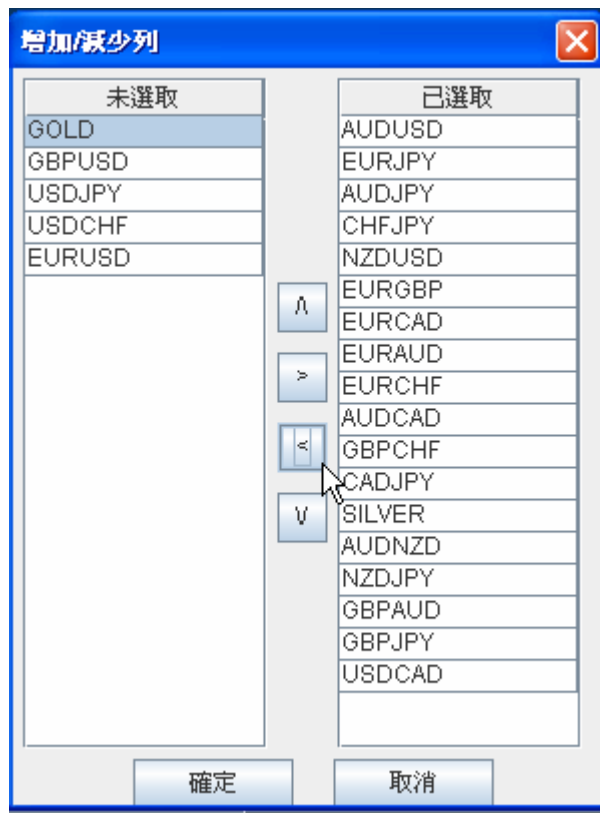 增加/減少列
未選取
GOLD
GBPUSD
USDJPY
USDCHF
EURUSD
∧
>
<
∨
已選取
AUDUSD
EURJPY
AUDJPY
CHFJPY
NZDUSD
EURGBP
EURCAD
EURAUD
EURCHF
AUDCAD
GBPCHF
CADJPY
SILVER
AUDNZD
NZDJPY
GBPAUD
GBPJPY
USDCAD
確定
取消